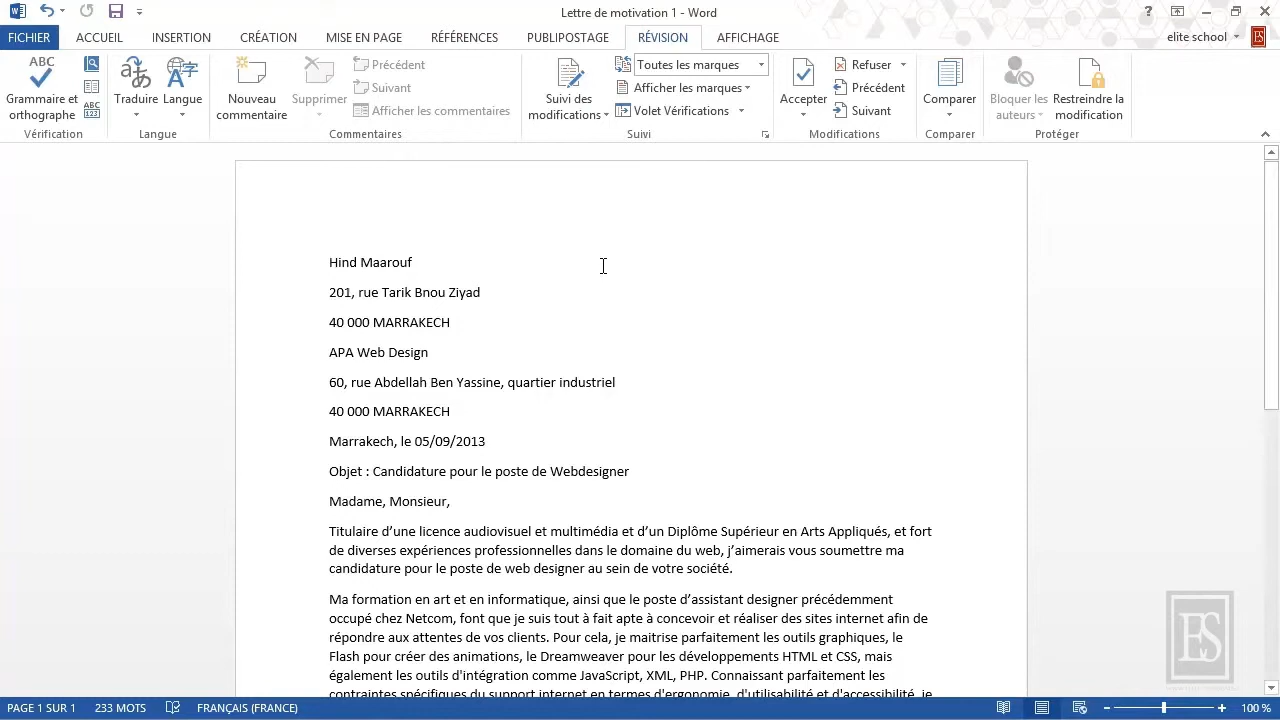 Lettre de motivation 1 - Word
FICHIER ACCUEIL INSERTION CRÉATION MISE EN PAGE RÉFÉRENCES PUBLIPOSTAGE RÉVISION AFFICHAGE elite school
ABC
Grammaire et orthographe
ABC 123
Vérification
Traduire
Langue
Langue
Nouveau commentaire
Supprimer
Précédent
Suivant
Afficher les commentaires
Commentaires
Suivi des modifications
Toutes les marques
Afficher les marques
Volet Vérifications
Suivi
Accepter
Refuser
Précédent
Suivant
Modifications
Comparer
Comparer
Bloquer les auteurs
Restreindre la modification
Protéger
Hind Maarouf
201, rue Tarik Bnou Ziyad
40 000 MARRAKECH
APA Web Design
60, rue Abdellah Ben Yassine, quartier industriel
40 000 MARRAKECH
Marrakech, le 05/09/2013
Objet : Candidature pour le poste de Webdesigner
Madame, Monsieur,
Titulaire d’une licence audiovisuel et multimédia et d’un Diplôme Supérieur en Arts Appliqués, et fort
de diverses expériences professionnelles dans le domaine du web, j’aimerais vous soumettre ma
candidature pour le poste de web designer au sein de votre société.
Ma formation en art et en informatique, ainsi que le poste d’assistant designer précédemment
occupé chez Netcom, font que je suis tout à fait apte à concevoir et réaliser des sites internet afin de
répondre aux attentes de vos clients. Pour cela, je maitrise parfaitement les outils graphiques, le
Flash pour créer des animations, le Dreamweaver pour les développements HTML et CSS, mais
également les outils d'intégration comme JavaScript, XML, PHP. Connaissant parfaitement les
contraintes spécifiques du support internet en termes d'ergonomie, d'utilisabilité et d'accessibilité, je
ES
PAGE 1 SUR 1 233 MOTS FRANÇAIS (FRANCE) 100 %